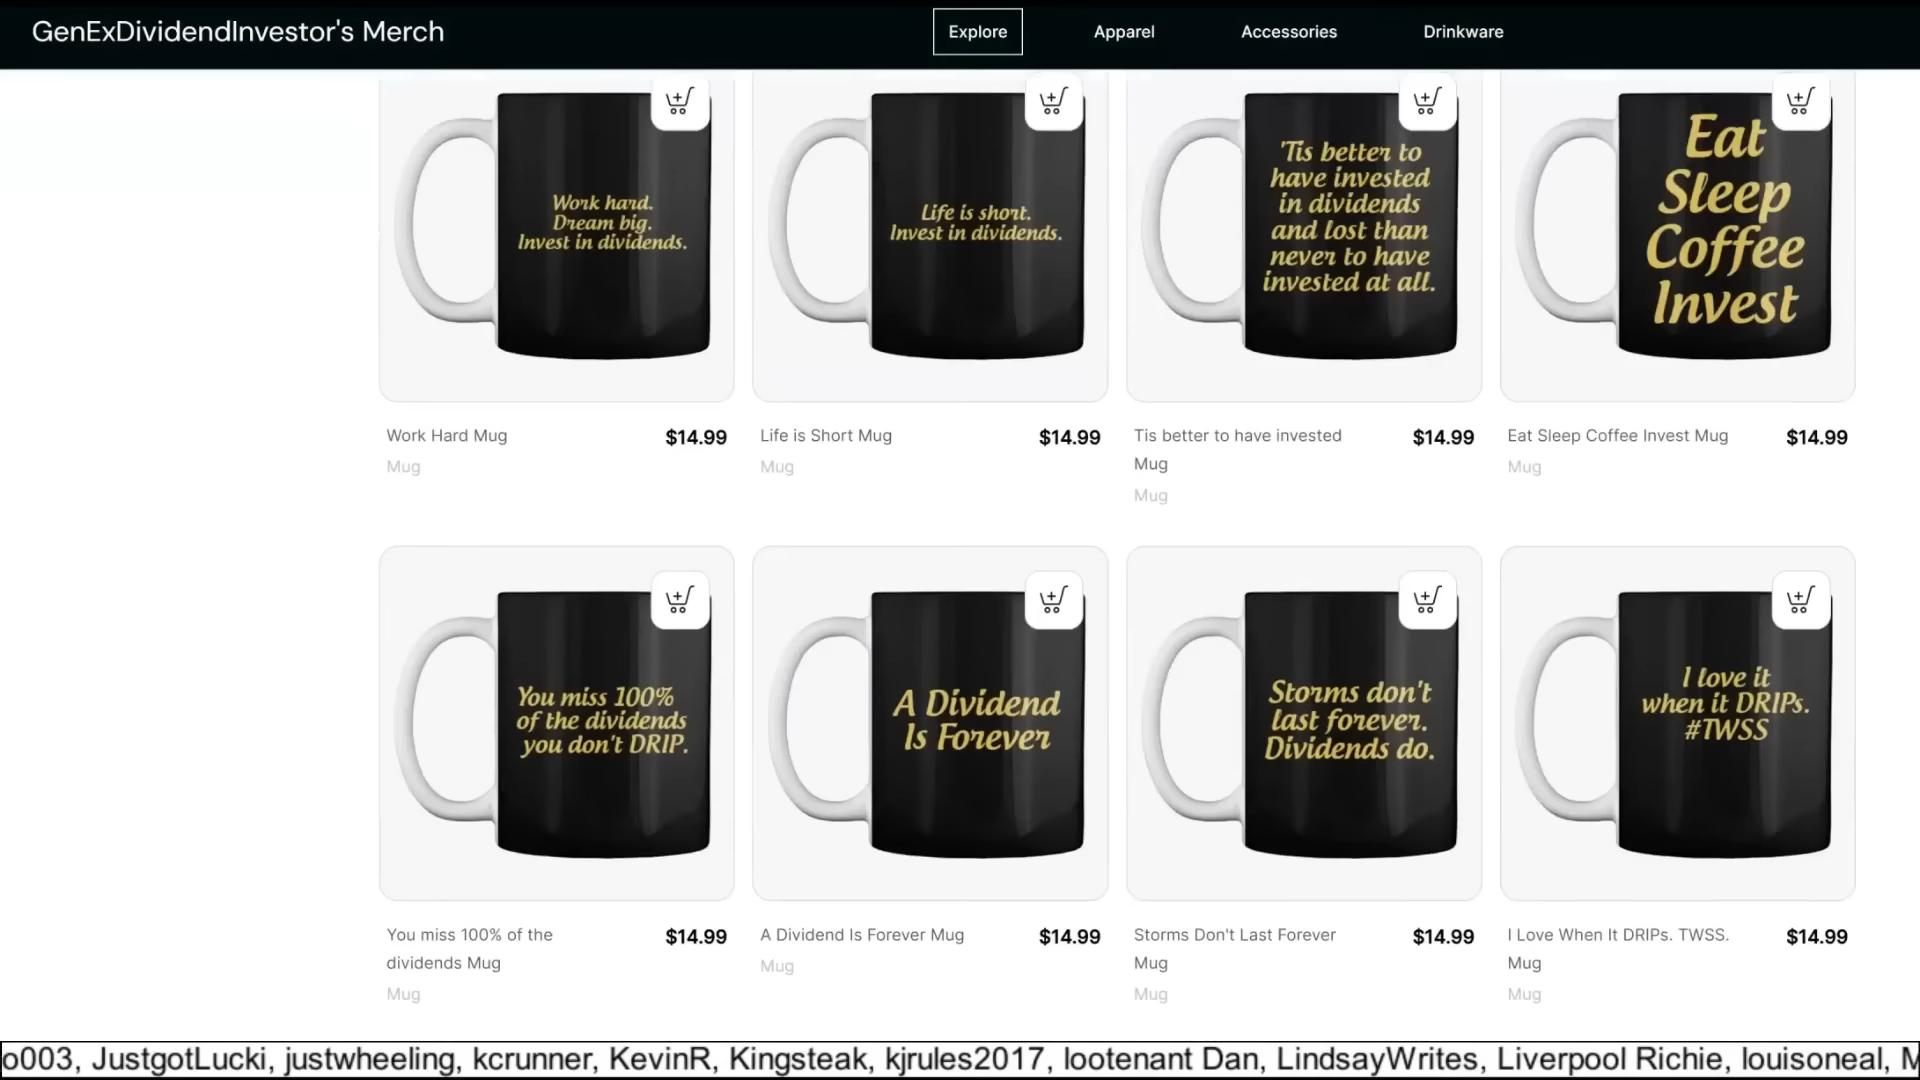 GenExDividendInvestor's Merch
Explore
Apparel
Accessories
Drinkware
Work hard.
Dream big.
Invest in dividends.
Life is short.
Invest in dividends.
'Tis better to
have invested
in dividends
and lost than
never to have
invested at all.
Eat
Sleep
Coffee
Invest
Work Hard Mug $14.99
Mug
Life is Short Mug $14.99
Mug
Tis better to have invested $14.99
Mug
Mug
Eat Sleep Coffee Invest Mug $14.99
Mug
You miss 100%
of the dividends
you don't DRIP.
A Dividend
Is Forever
Storms don't
last forever.
Dividends do.
I love it
when it DRIPs.
#TWSS
You miss 100% of the $14.99
dividends Mug
Mug
A Dividend Is Forever Mug $14.99
Mug
Storms Don't Last Forever $14.99
Mug
Mug
I Love When It DRIPs. TWSS. $14.99
Mug
Mug
o003, JustgotLucki, justwheeling, kcrunner, KevinR, Kingsteak, kjrules2017, lootenant Dan, LindsayWrites, Liverpool Richie, louisoneal, M